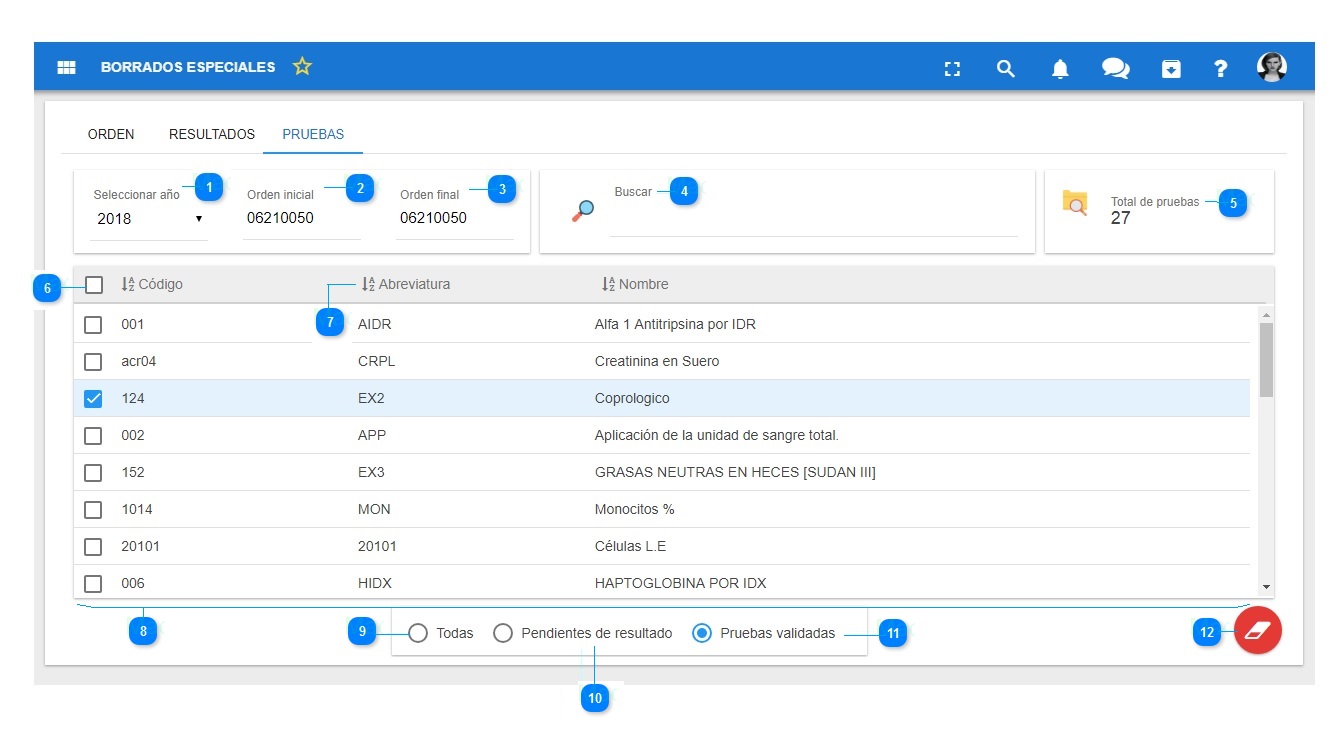 BORRADOS ESPECIALES
ORDEN RESULTADOS PRUEBAS
Seleccionar año 1 Orden inicial 2 Orden final 3 Buscar 4 Total de pruebas 5
2018 06210050 06210050 27
6 Código Abreviatura Nombre
7
001 AIDR Alfa 1 Antitripsina por IDR
acr04 CRPL Creatinina en Suero
124 EX2 Coprologico
002 APP Aplicación de la unidad de sangre total.
152 EX3 GRASAS NEUTRAS EN HECES [SUDAN III]
1014 MON Monocitos %
20101 20101 Células L.E
006 HIDX HAPTOGLOBINA POR IDX
8 9 Todas Pendientes de resultado Pruebas validadas 11 12
10